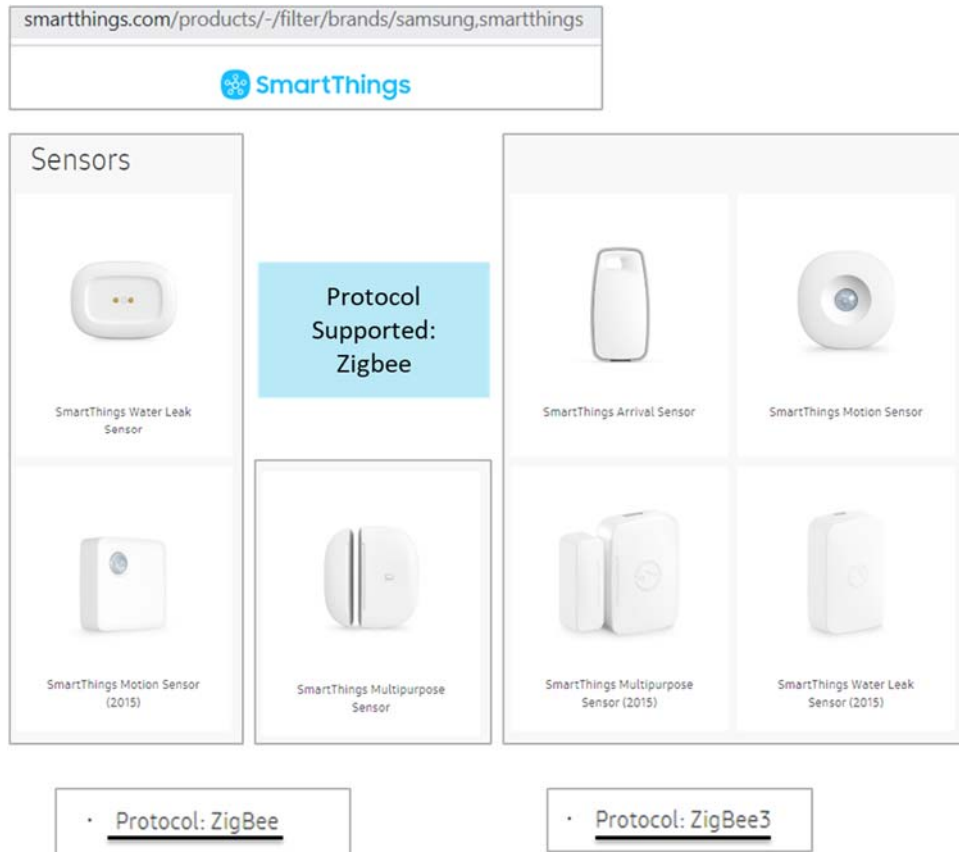 smartthings.com/products/-/filter/brands/samsung,smartthings
SmartThings
Sensors
SmartThings Water Leak
Sensor
Protocol
Supported:
Zigbee
SmartThings Arrival Sensor
SmartThings Motion Sensor
SmartThings Motion Sensor
(2015)
SmartThings Multipurpose
Sensor
SmartThings Multipurpose
Sensor (2015)
SmartThings Water Leak
Sensor (2015)
· Protocol: ZigBee
· Protocol: ZigBee3